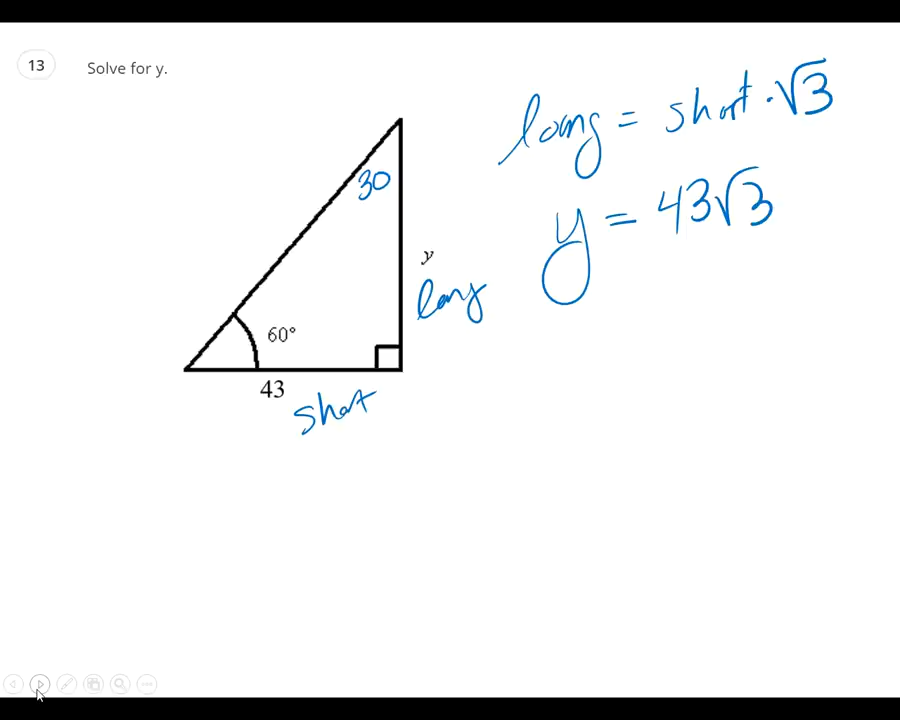 13 Solve for y.
long = short · √3
30
y = 43√3
y
long
60°
43
short